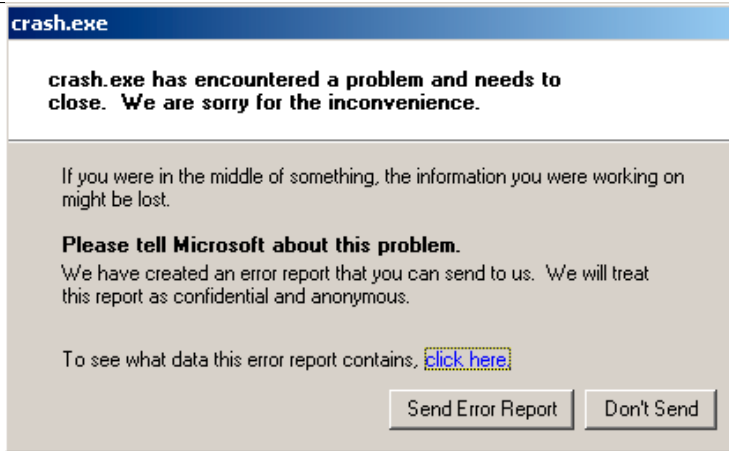 crash.exe
crash.exe has encountered a problem and needs to
close.  We are sorry for the inconvenience.
If you were in the middle of something, the information you were working on
might be lost.
Please tell Microsoft about this problem.
We have created an error report that you can send to us.  We will treat
this report as confidential and anonymous.
To see what data this error report contains, click here.
Send Error Report
Don't Send